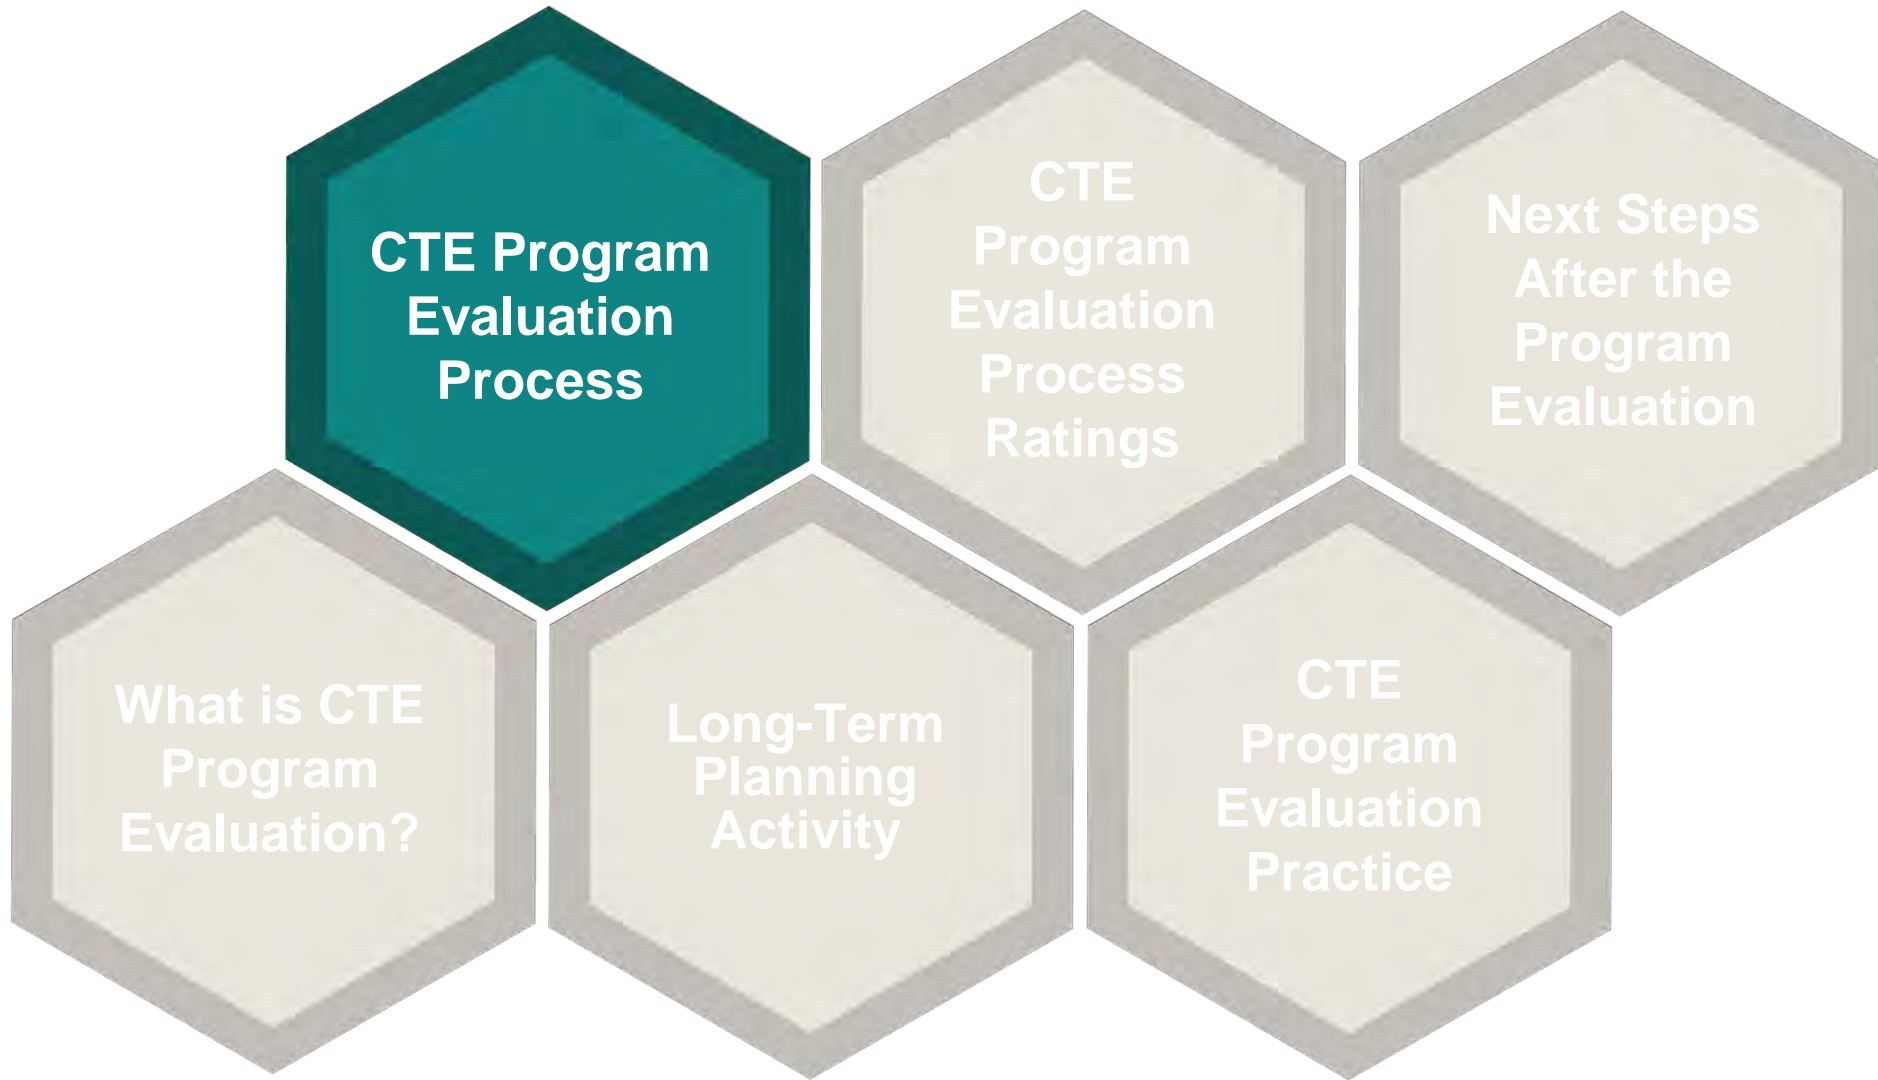 CTE Program
Evaluation
Process
CTE
Program
Evaluation
Process
Ratings
Next Steps
After the
Program
Evaluation
What is CTE
Program
Evaluation?
Long-Term
Planning
Activity
CTE
Program
Evaluation
Practice